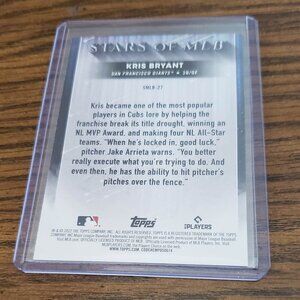 STARS OF MLB
KRIS BRYANT
SAN FRANCISCO GIANTS® ★ 3B/OF
SMLB-27
Kris became one of the most popular
players in Cubs lore by helping the
franchise break its title drought, winning an
NL MVP Award, and making four NL All-Star
teams. "When he's locked in, good luck,"
pitcher Jake Arrieta warns. "You better
really execute what you're trying to do. And
even then, he has the ability to hit pitcher's
pitches over the fence."
Topps
PLAYERS